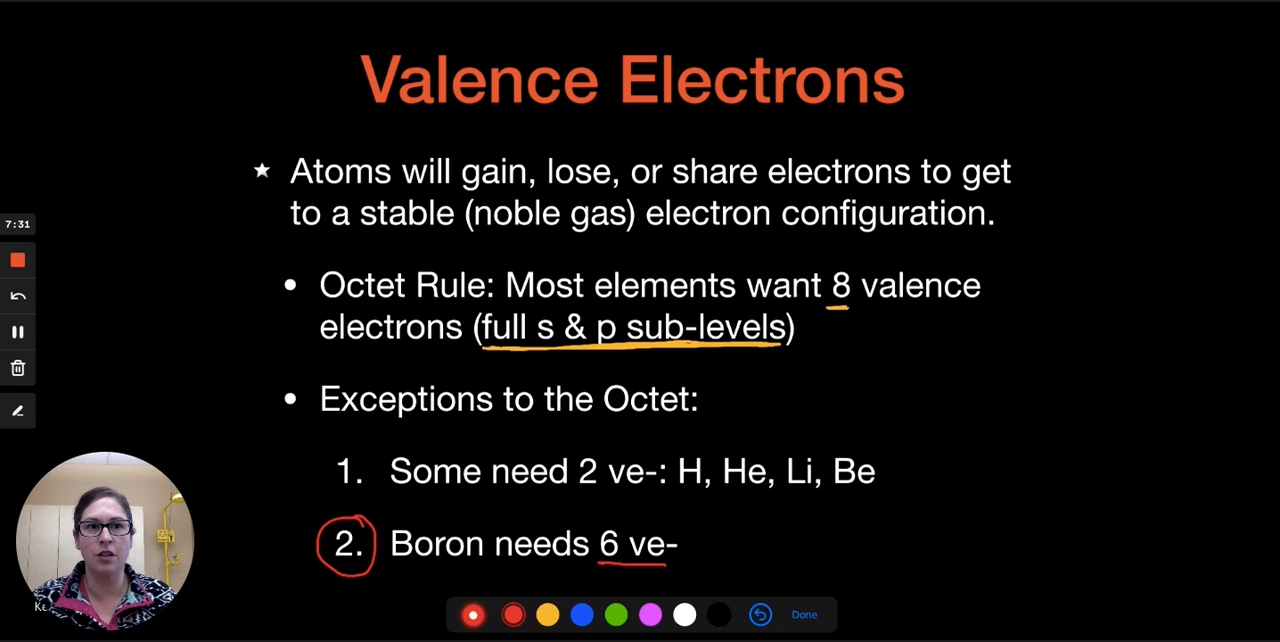 Valence Electrons
★ Atoms will gain, lose, or share electrons to get
to a stable (noble gas) electron configuration.
7:31
• Octet Rule: Most elements want 8 valence
electrons (full s & p sub-levels)
• Exceptions to the Octet:
1. Some need 2 ve-: H, He, Li, Be
2. Boron needs 6 ve-
Done